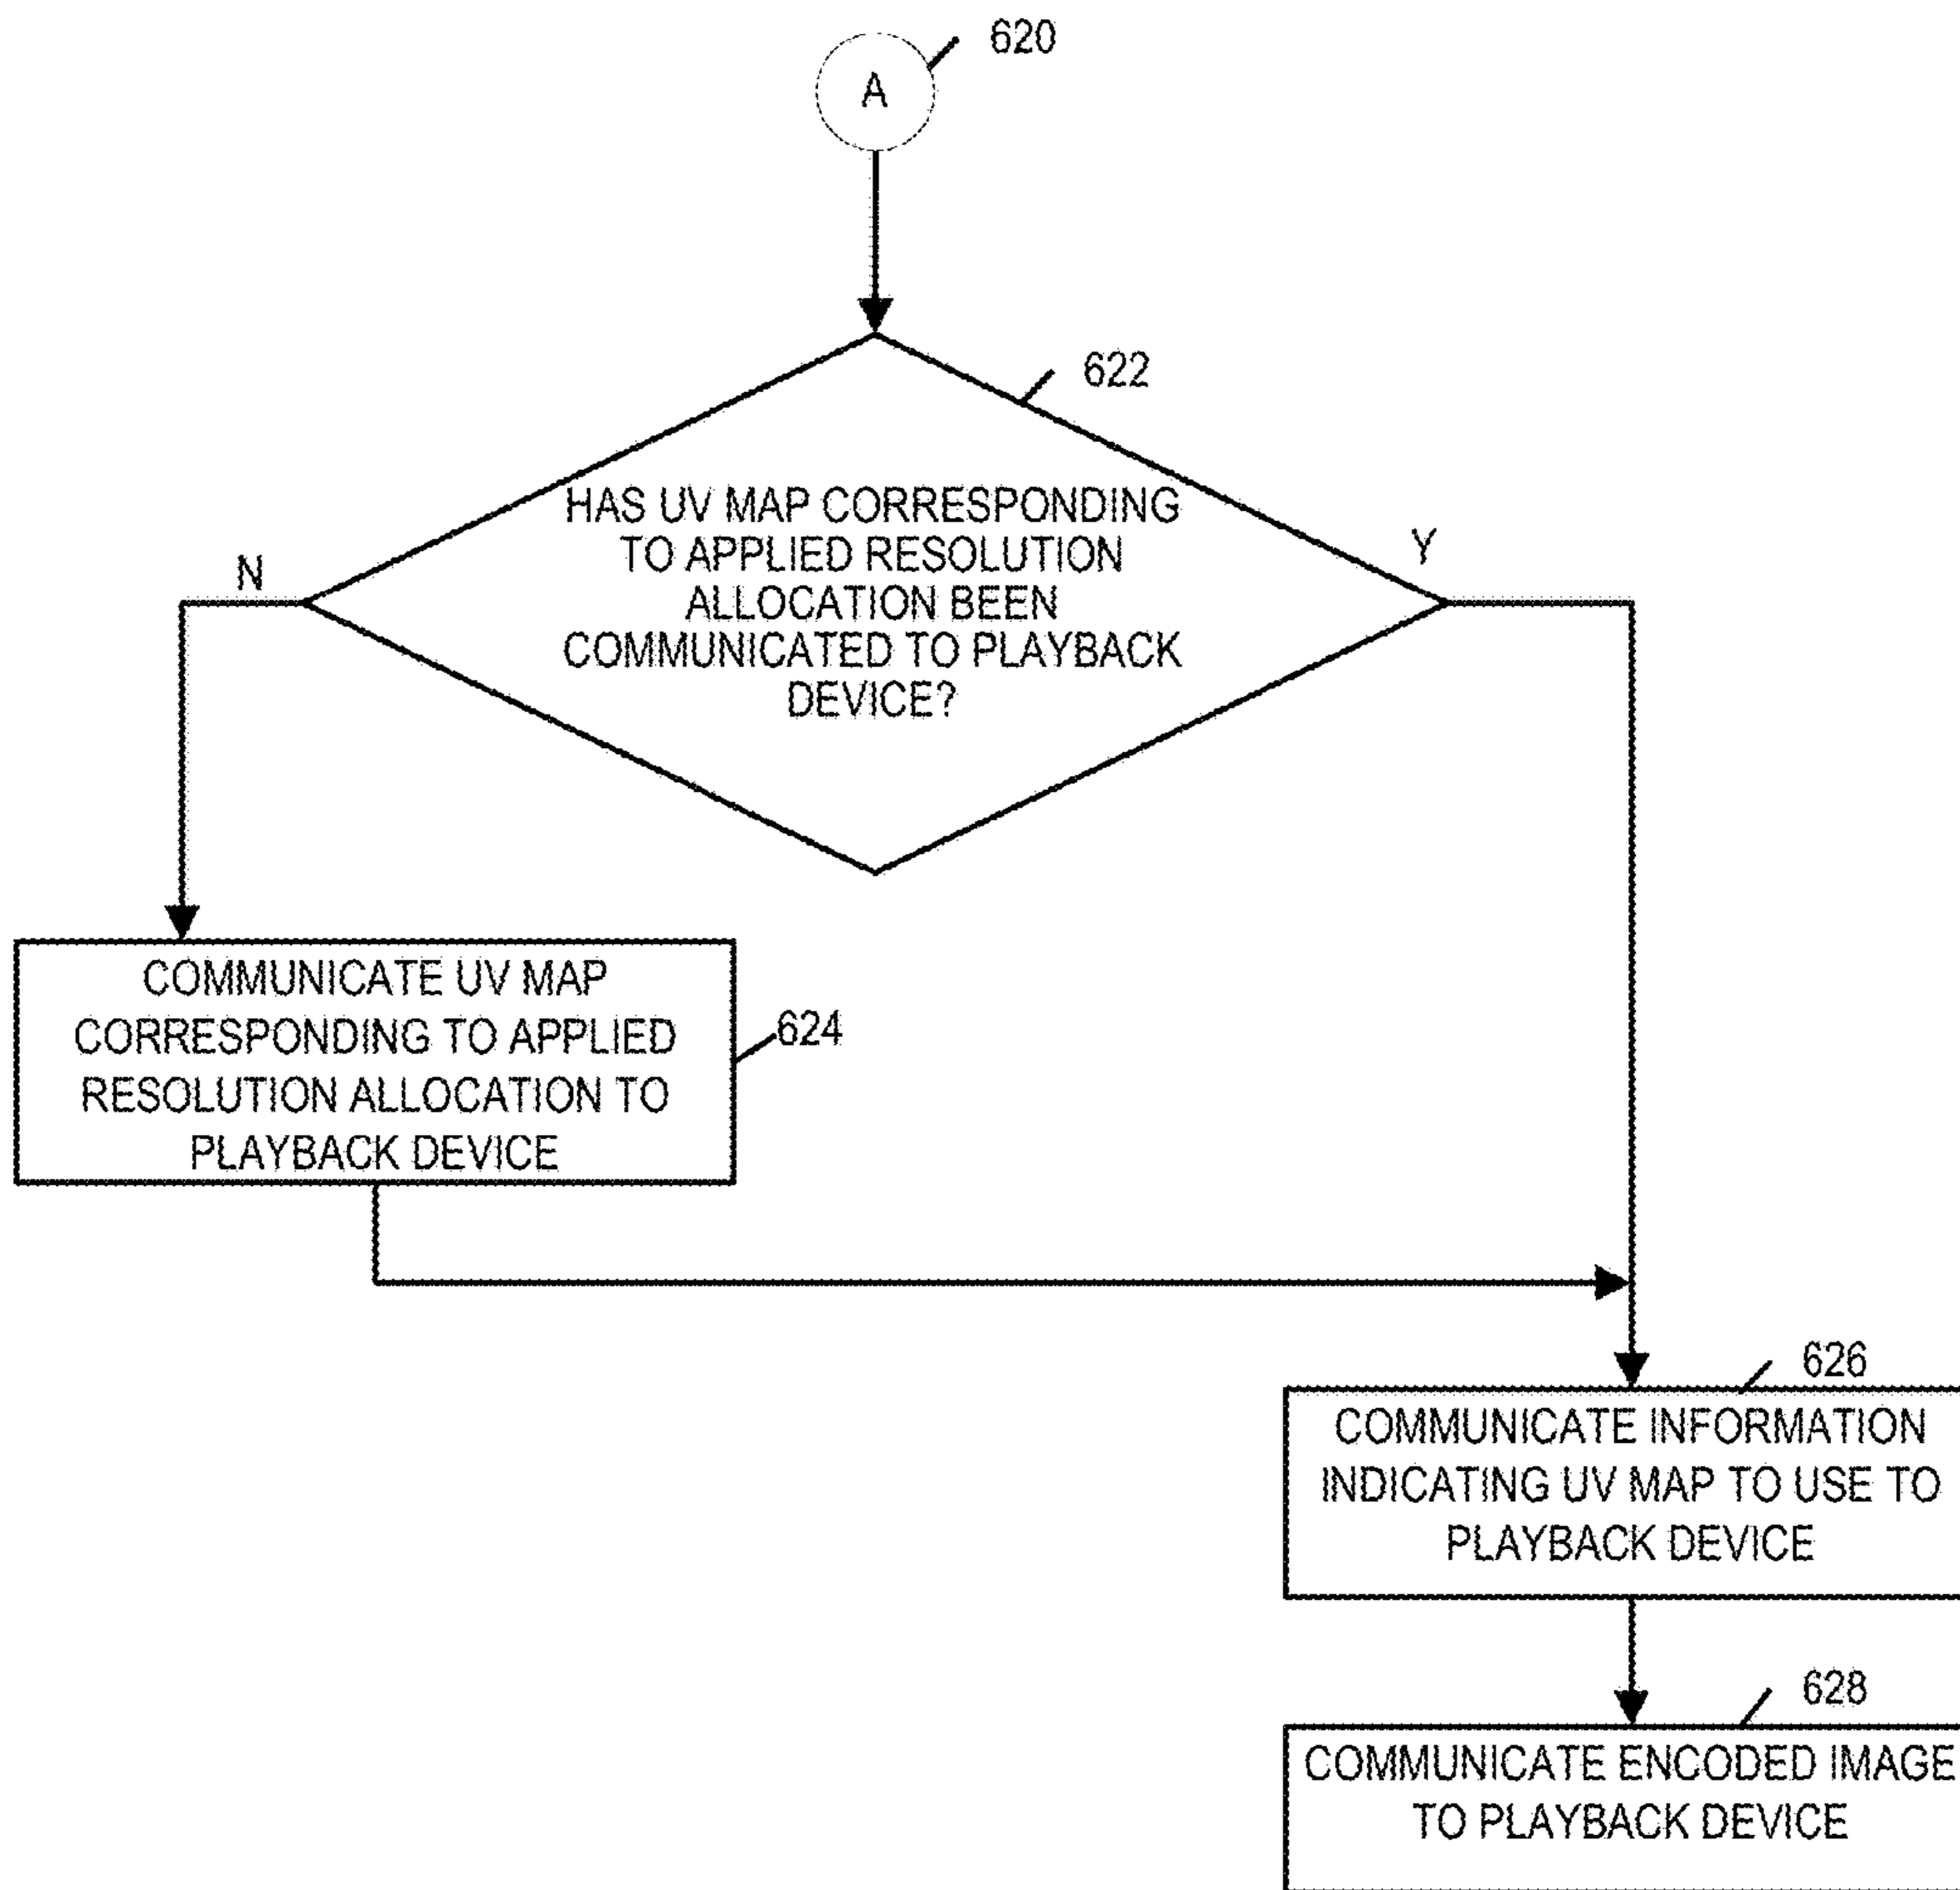 620
A
622
HAS UV MAP CORRESPONDING
TO APPLIED RESOLUTION
ALLOCATION BEEN
COMMUNICATED TO PLAYBACK
DEVICE?
N
Y
COMMUNICATE UV MAP
CORRESPONDING TO APPLIED
RESOLUTION ALLOCATION TO
PLAYBACK DEVICE
624
626
COMMUNICATE INFORMATION
INDICATING UV MAP TO USE TO
PLAYBACK DEVICE
628
COMMUNICATE ENCODED IMAGE
TO PLAYBACK DEVICE